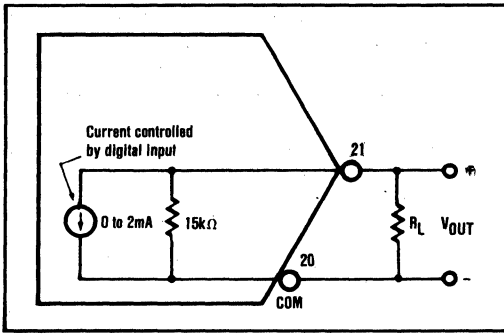 Current controlled
by digital input
21
+
0 to 2mA
15kΩ
RL
VOUT
20
COM
-